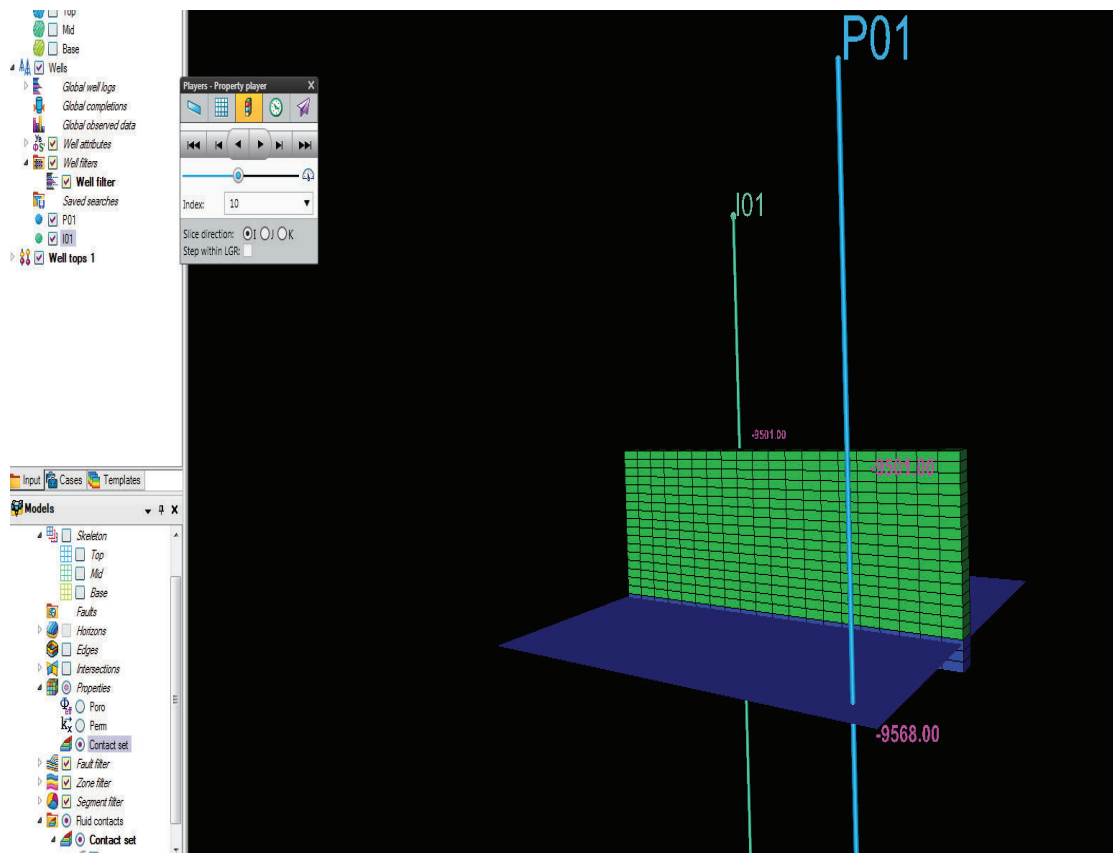 Top
Mid
Base
Wells
Global well logs
Global completions
Global observed data
Well attributes
Well filters
Well filter
Saved searches
P01
I01
Well tops 1
Players - Property player
Index: 10
Slice direction: I J K
Step within LGR:
P01
I01
-9501.00
-9501.00
-9568.00
Input Cases Templates
Models
Skeleton
Top
Mid
Base
Faults
Horizons
Edges
Intersections
Properties
Poro
Perm
Contact set
Fault filter
Zone filter
Segment filter
Fluid contacts
Contact set